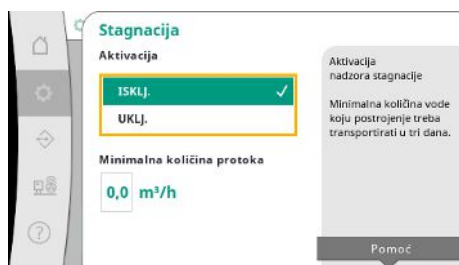 Stagnacija
Aktivacija
ISKLJ.
UKLJ.
Minimalna količina protoka
0,0 m³/h
Aktivacija
nadzora stagnacije
Minimalna količina vode
koju postrojenje treba
transportirati u tri dana.
Pomoć